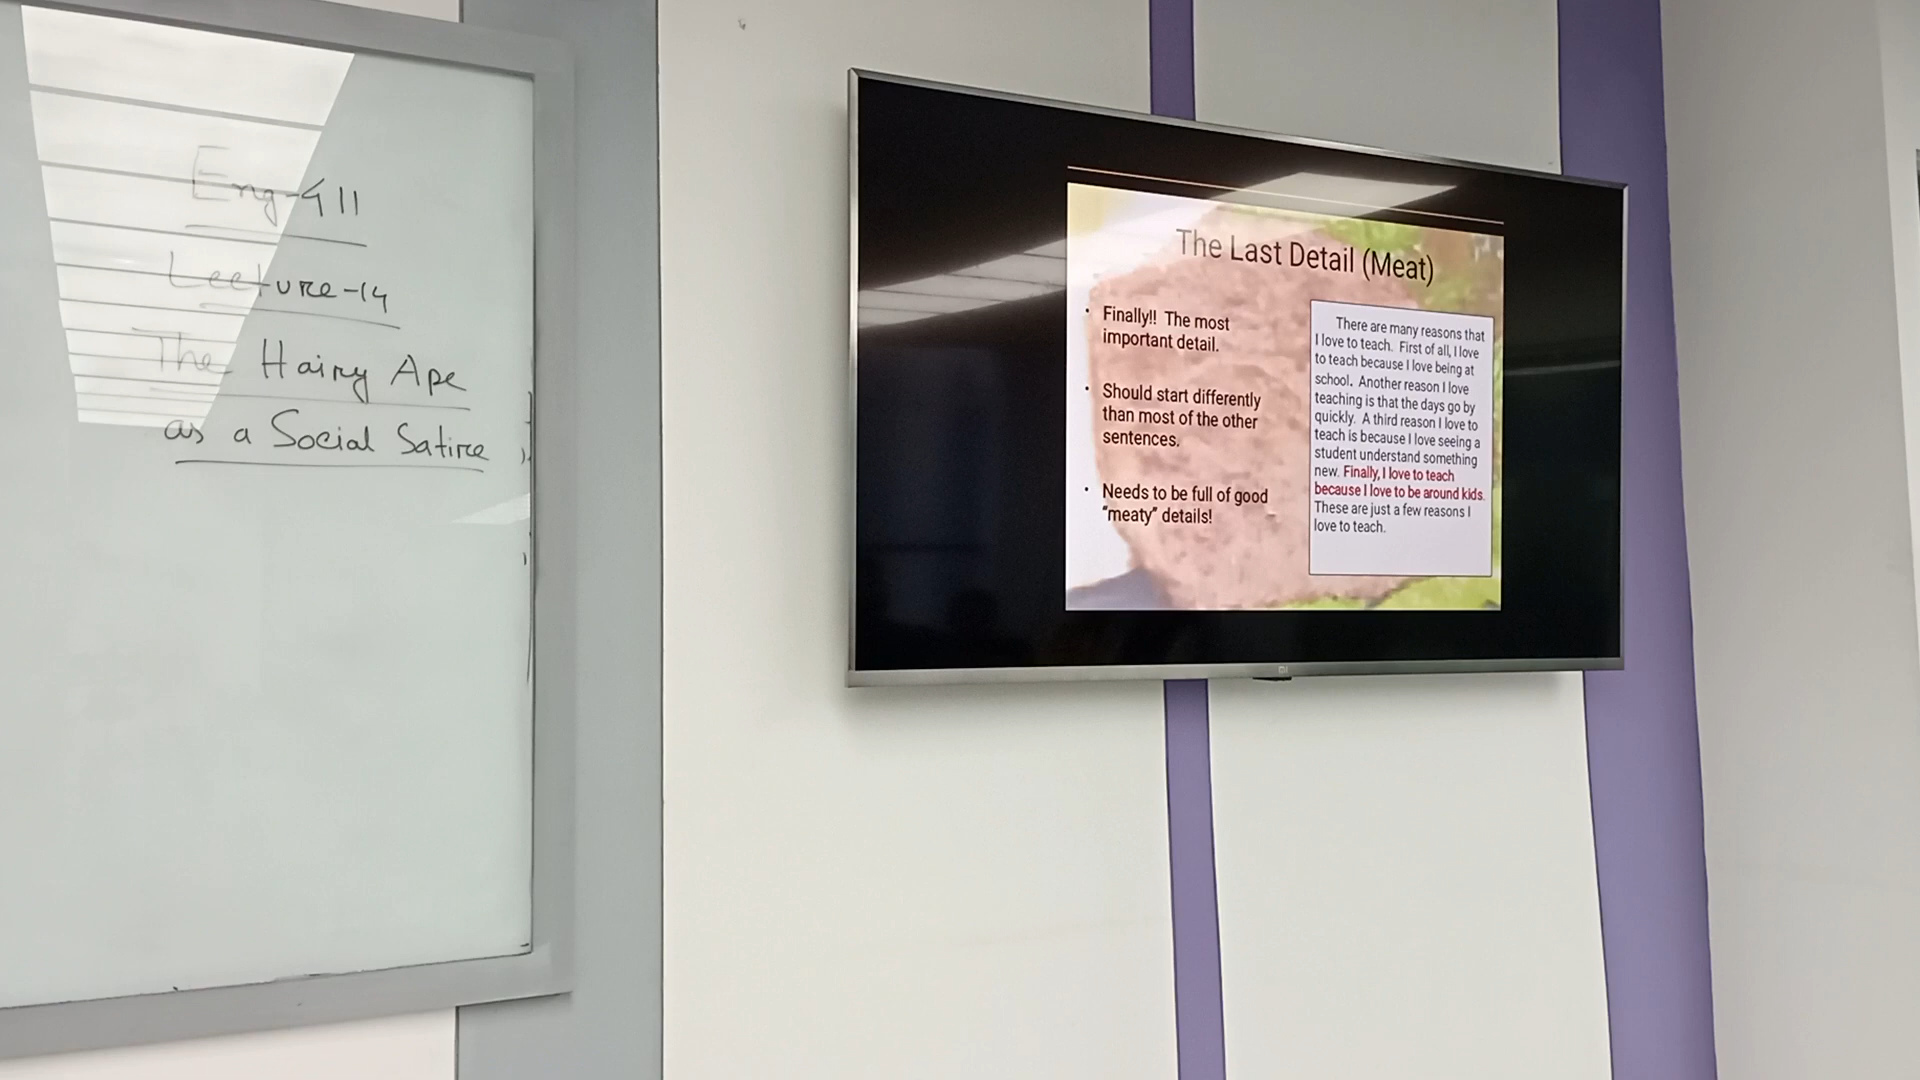 Eng-411
Lecture-14
The Hairy Ape
as a Social Satire
The Last Detail (Meat)
• Finally!! The most
important detail.
• Should start differently
than most of the other
sentences.
• Needs to be full of good
"meaty" details!
There are many reasons that
I love to teach. First of all, I love
to teach because I love being at
school. Another reason I love
teaching is that the days go by
quickly. A third reason I love to
teach is because I love seeing a
student understand something
new. Finally, I love to teach
because I love to be around kids.
These are just a few reasons I
love to teach.
mi